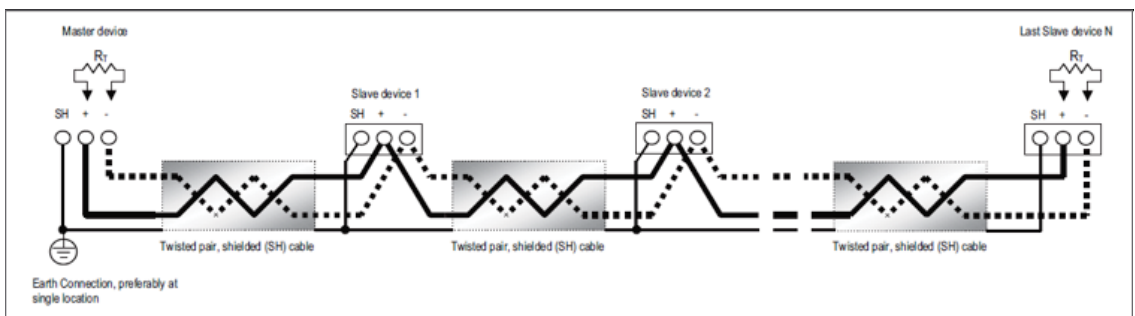 Master device
Last Slave device N
RT
RT
Slave device 1
Slave device 2
SH + -
SH + -
SH + -
SH + -
Twisted pair, shielded (SH) cable
Twisted pair, shielded (SH) cable
Twisted pair, shielded (SH) cable
Earth Connection, preferably at
single location